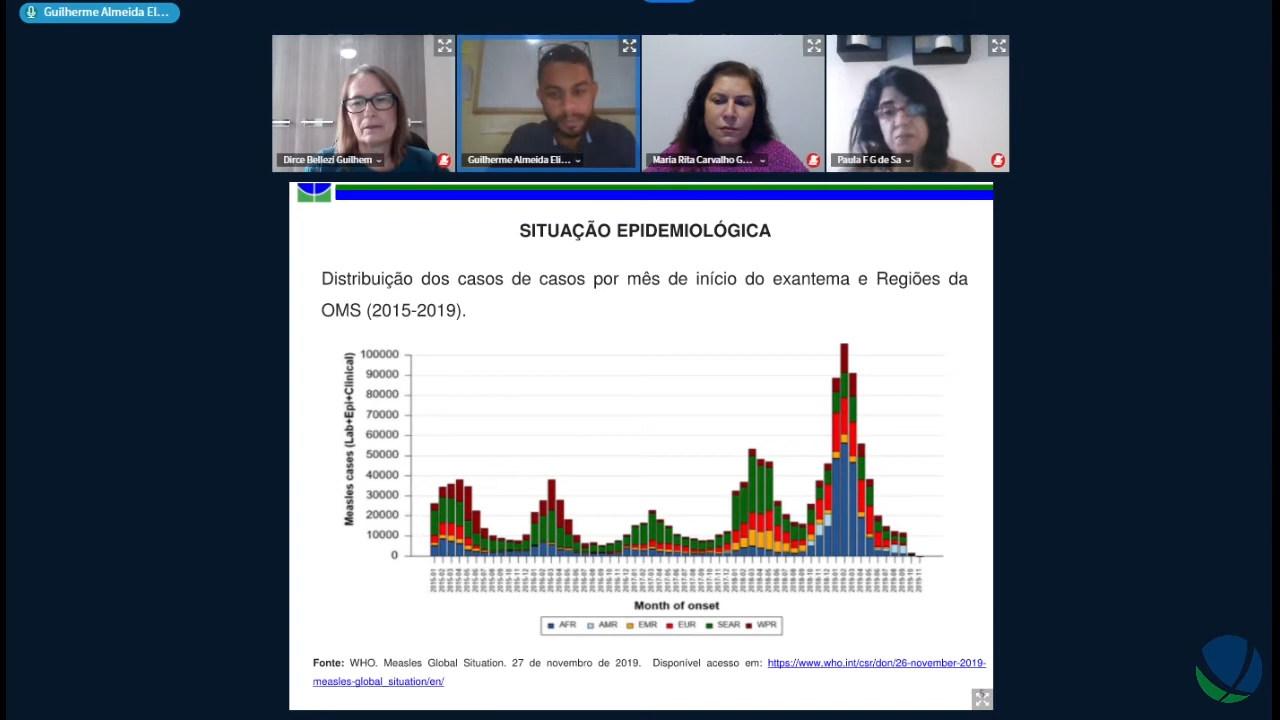 Guilherme Almeida El...
Dirce Bellezi Guilhem
Guilherme Almeida Eli...
Maria Rita Carvalho G...
Paula F G de Sa
SITUAÇÃO EPIDEMIOLÓGICA
Distribuição dos casos de casos por mês de início do exantema e Regiões da
OMS (2015-2019).
Measles cases (Lab+Epi+Clinical)
100000
90000
80000
70000
60000
50000
40000
30000
20000
10000
0
Month of onset
AFR AMR EMR EUR SEAR WPR
Fonte: WHO. Measles Global Situation. 27 de novembro de 2019. Disponível acesso em: https://www.who.int/csr/don/26-november-2019-
measles-global_situation/en/